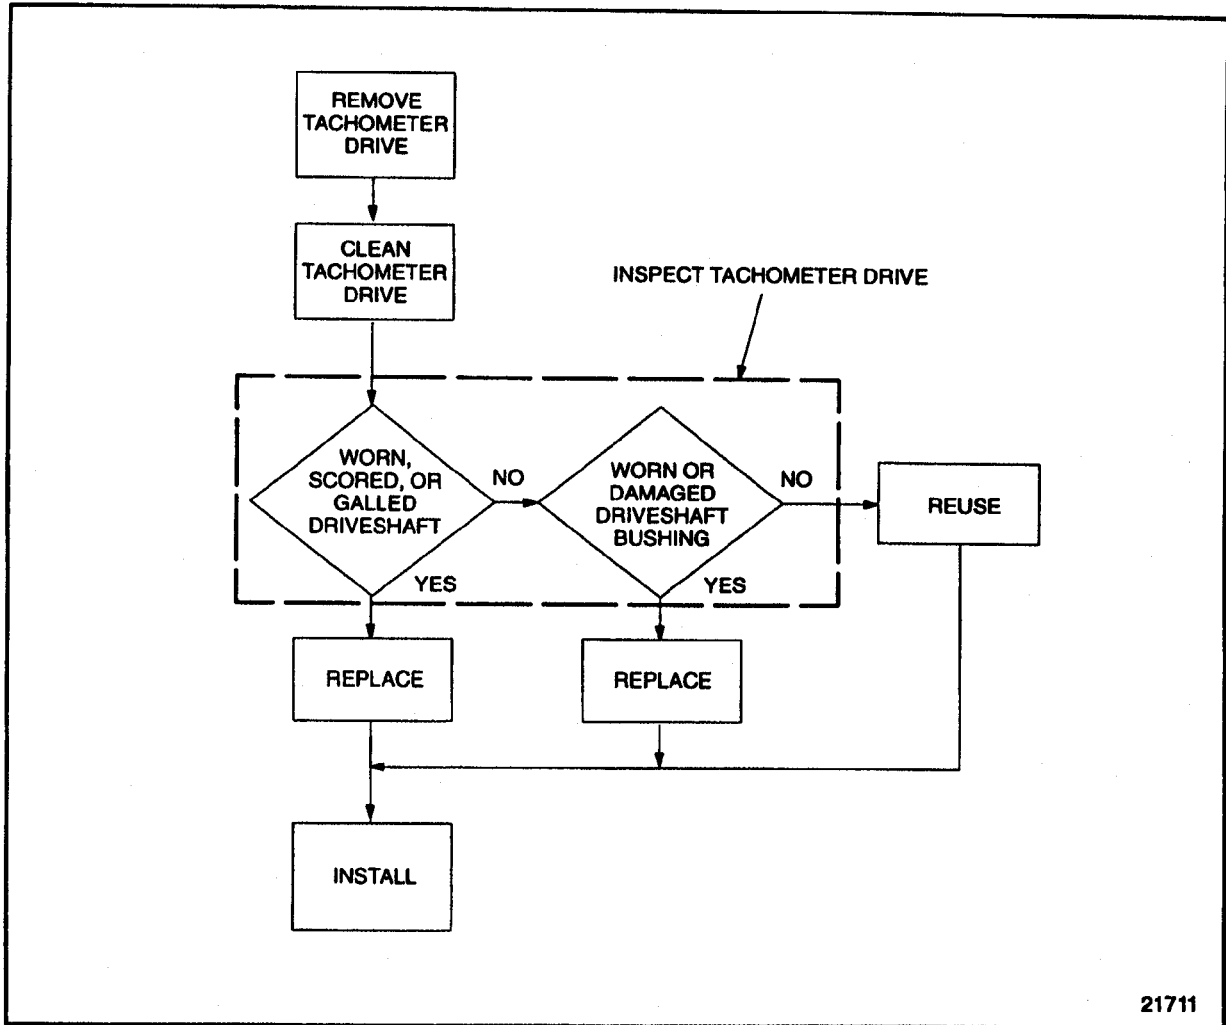 REMOVE
TACHOMETER
DRIVE
CLEAN
TACHOMETER
DRIVE
INSPECT TACHOMETER DRIVE
WORN,
SCORED, OR
GALLED
DRIVESHAFT
NO
YES
WORN OR
DAMAGED
DRIVESHAFT
BUSHING
NO
YES
REUSE
REPLACE
REPLACE
INSTALL
21711